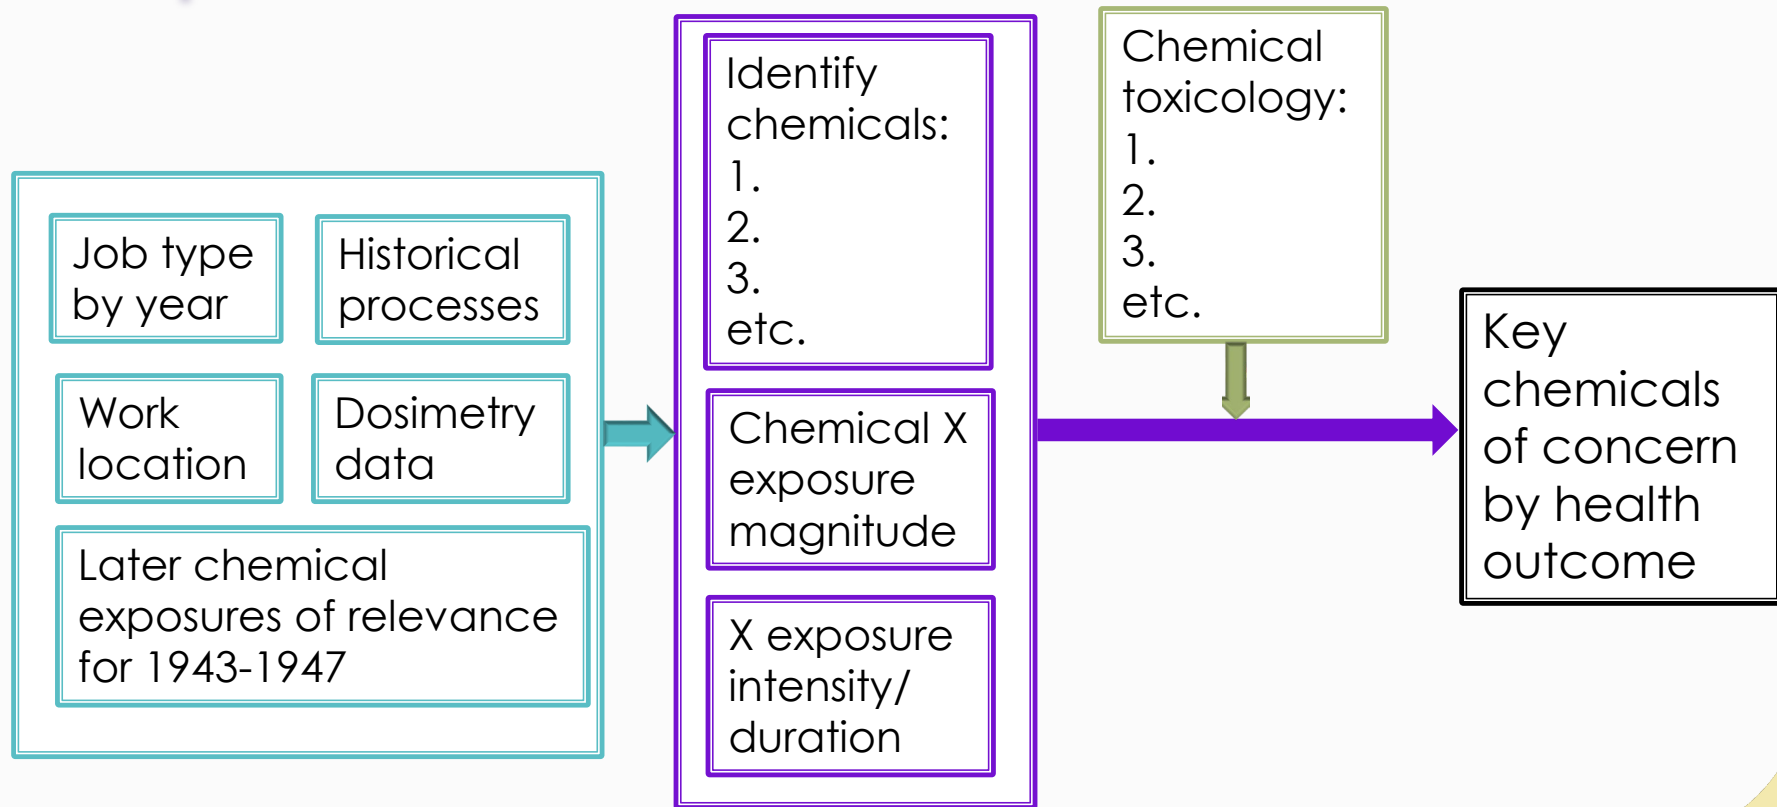 Job type
by year
Historical
processes
Work
location
Dosimetry
data
Later chemical
exposures of relevance
for 1943-1947
Identify
chemicals:
1.
2.
3.
etc.
Chemical X
exposure
magnitude
X exposure
intensity/
duration
Chemical
toxicology:
1.
2.
3.
etc.
Key
chemicals
of concern
by health
outcome